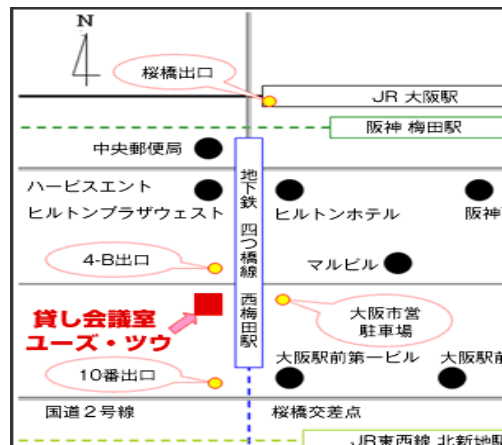 N
桜橋出口
JR 大阪駅
阪神 梅田駅
中央郵便局
ハービスエント
ヒルトンプラザウェスト
地下鉄 四つ橋線 西梅田駅
ヒルトンホテル
阪神
4-B出口
マルビル
貸し会議室
ユーズ・ツウ
大阪市営
駐車場
大阪駅前第一ビル
大阪駅前
10番出口
国道2号線
桜橋交差点
JR東西線 北新地駅